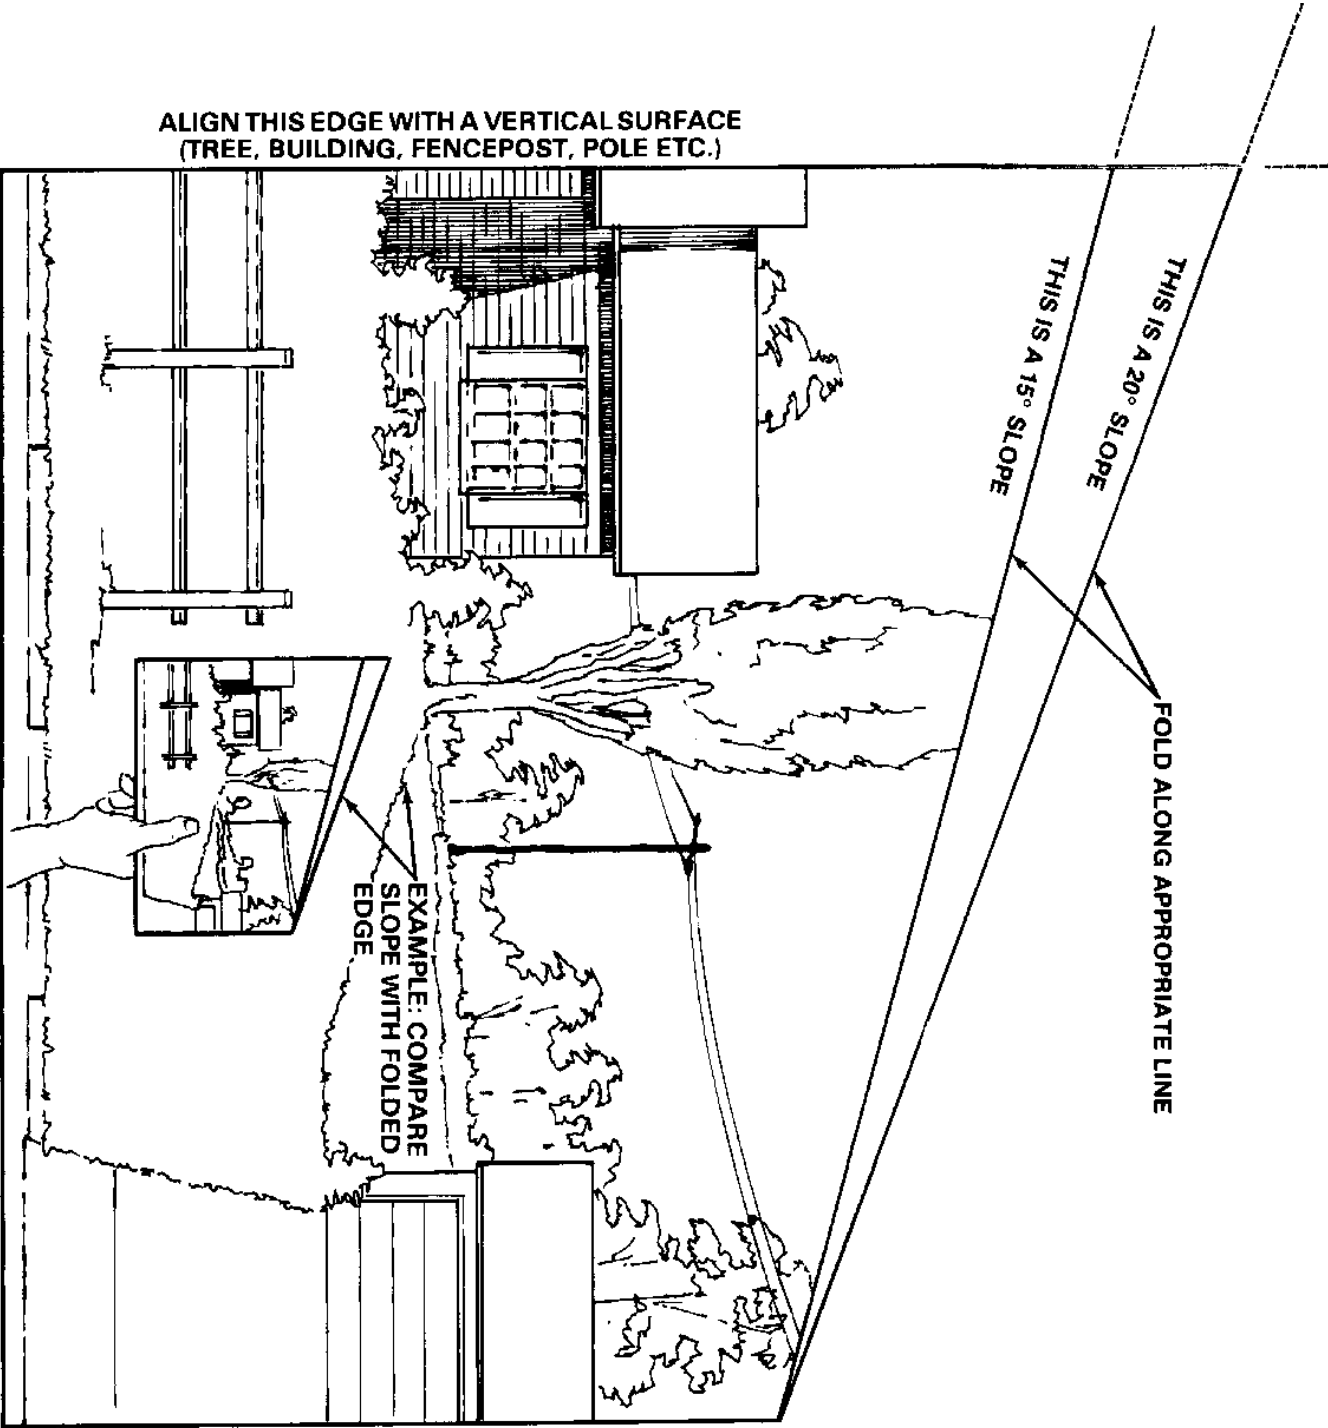 ALIGN THIS EDGE WITH A VERTICAL SURFACE
(TREE, BUILDING, FENCEPOST, POLE ETC.)
THIS IS A 20° SLOPE
THIS IS A 15° SLOPE
FOLD ALONG APPROPRIATE LINE
EXAMPLE: COMPARE
SLOPE WITH FOLDED
EDGE